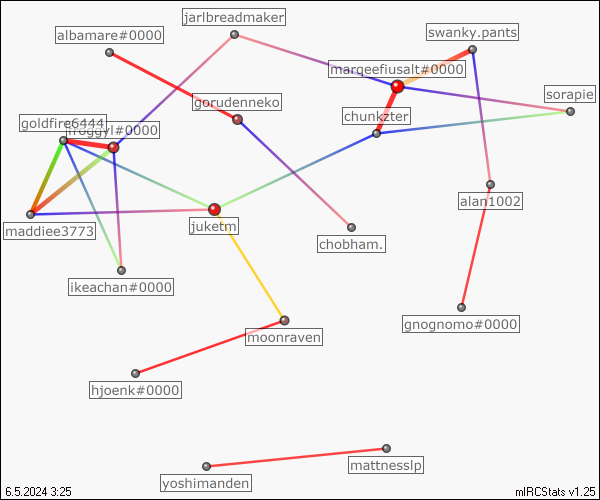 jarlbreadmaker
albamare#0000
swanky.pants
marqeefiusalt#0000
sorapie
gorudenneko
chunkzter
goldfire6444
froggyl#0000
alan1002
maddiee3773
juketm
chobham.
ikeachan#0000
gnognomo#0000
moonraven
hjoenk#0000
mattnesslp
yoshimanden
6.5.2024 3:25
mIRCStats v1.25